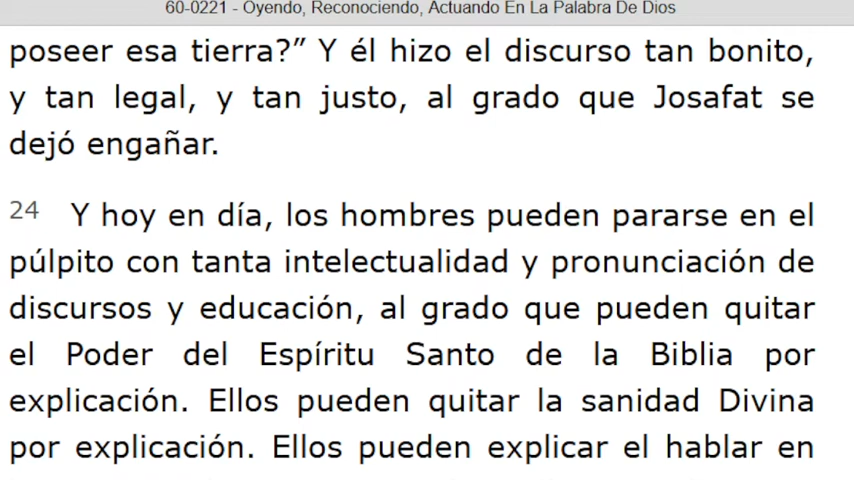 60-0221 - Oyendo, Reconociendo, Actuando En La Palabra De Dios
poseer esa tierra?” Y él hizo el discurso tan bonito,
y tan legal, y tan justo, al grado que Josafat se
dejó engañar.
24 Y hoy en día, los hombres pueden pararse en el
púlpito con tanta intelectualidad y pronunciación de
discursos y educación, al grado que pueden quitar
el Poder del Espíritu Santo de la Biblia por
explicación. Ellos pueden quitar la sanidad Divina
por explicación. Ellos pueden explicar el hablar en